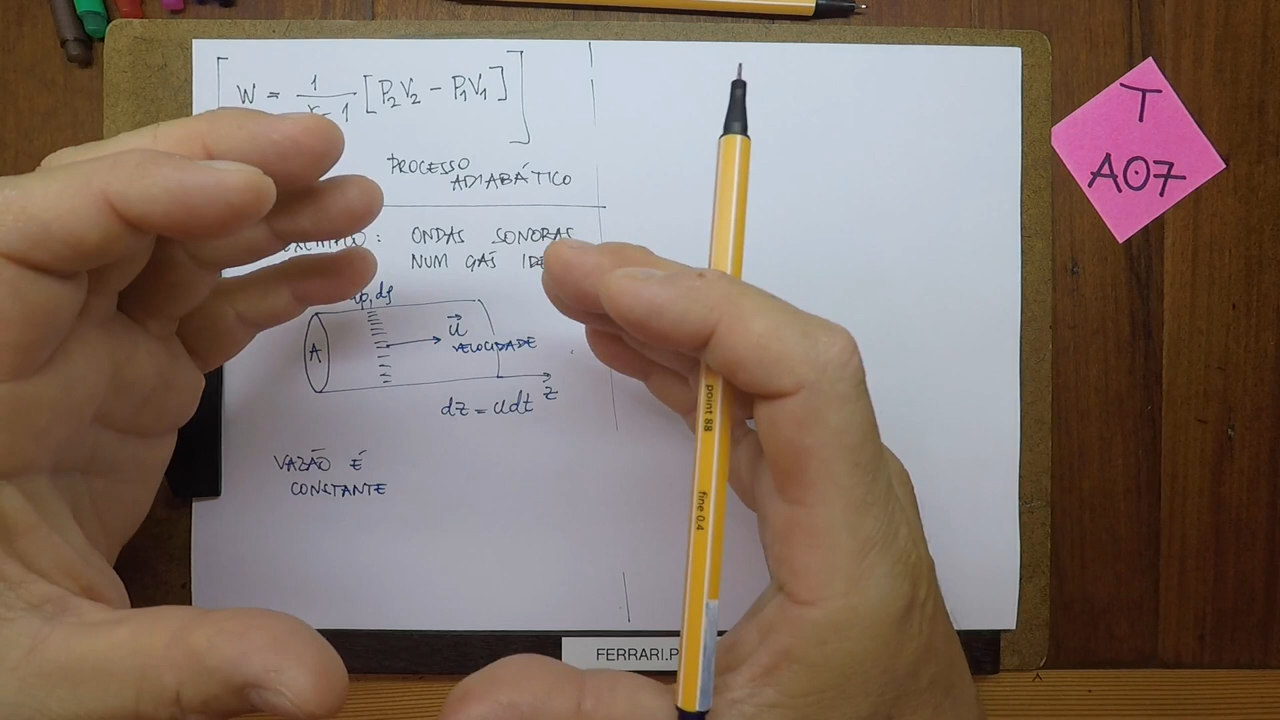 W = 1 [P₂V₂ − P₁V₁]
− 1
PROCESSO
ADIABÁTICO
: ONDAS SONORAS
NUM GÁS
A
u⃗
VELOCIDADE
z
dz = udt
VAZÃO É
CONSTANTE
T
A07
point 88
fine 0.4
FERRARI.P